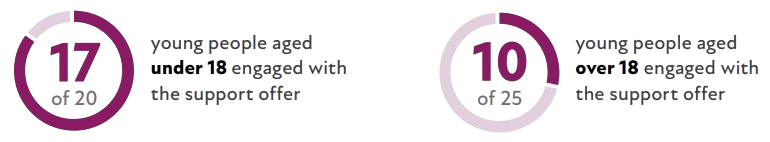 17
of 20
young people aged
under 18 engaged with
the support offer
10
of 25
young people aged
over 18 engaged with
the support offer